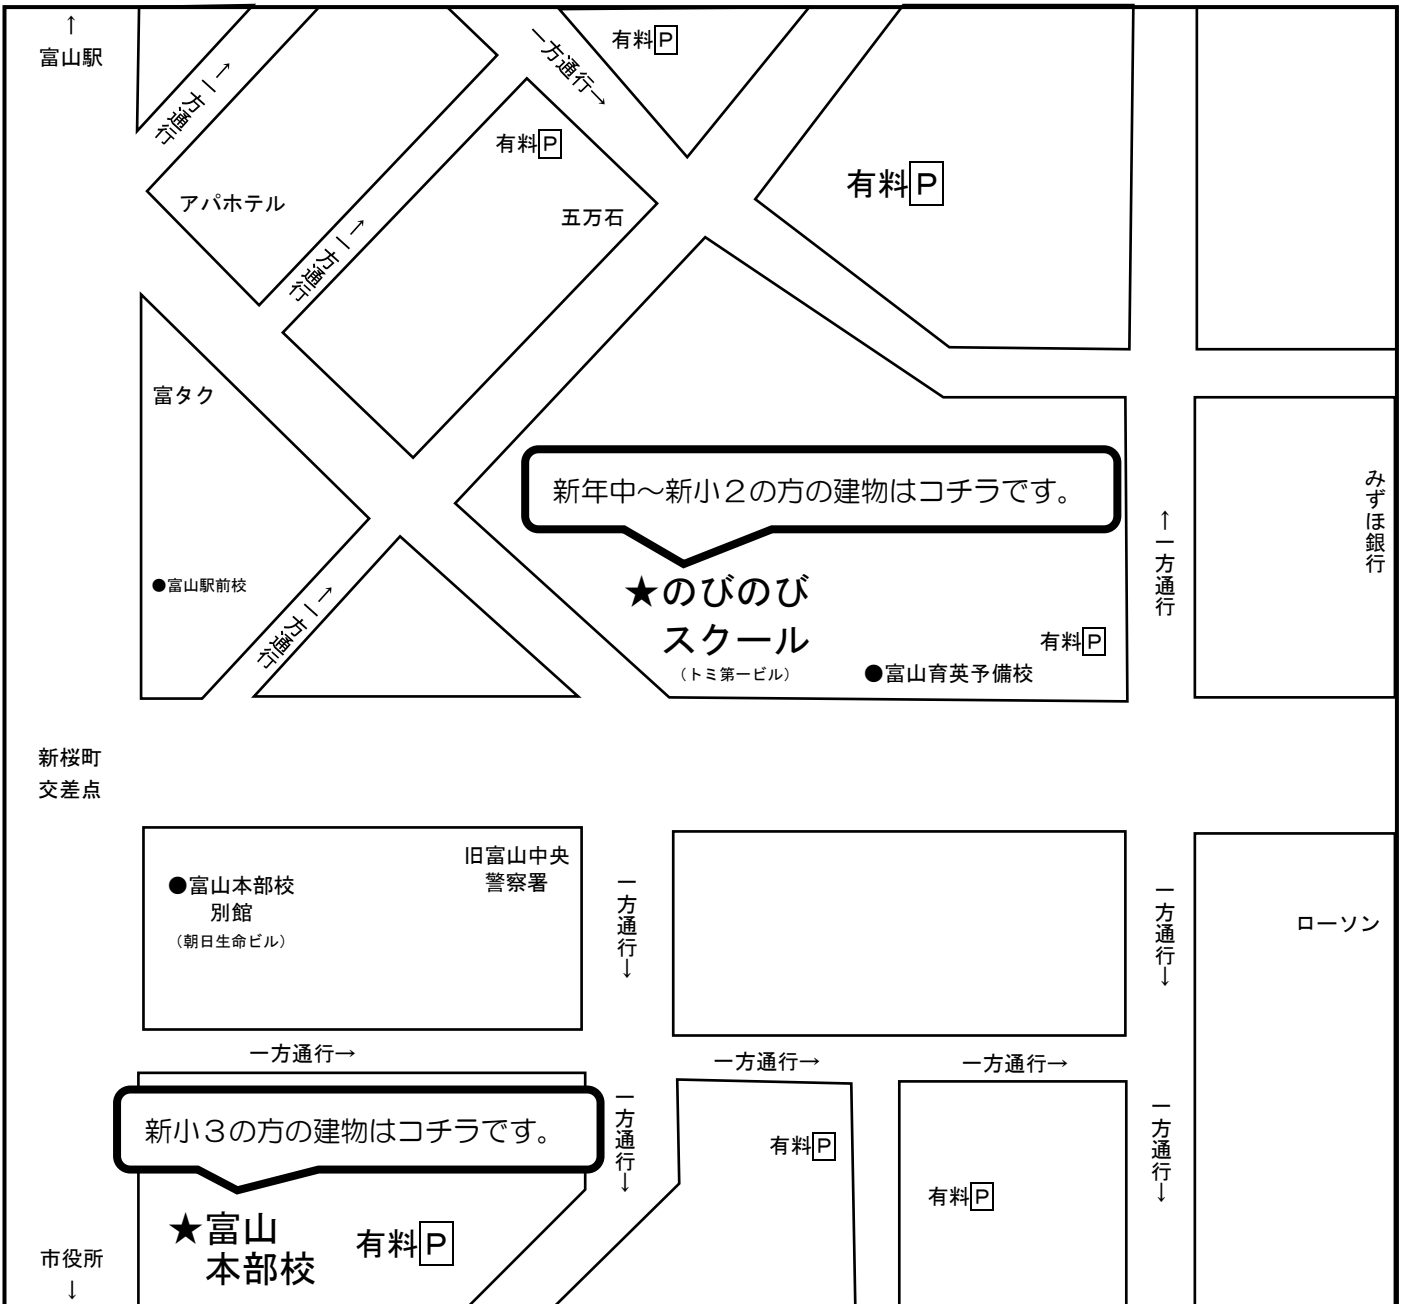 ↑
富山駅
↑一方通行
一方通行→
有料P
有料P
有料P
アパホテル
五万石
↑一方通行
富タク
新年中～新小２の方の建物はコチラです。
みずほ銀行
↑一方通行
●富山駅前校
↑一方通行
★のびのび
スクール
（トミ第一ビル）
有料P
●富山育英予備校
新桜町
交差点
旧富山中央
警察署
●富山本部校
別館
（朝日生命ビル）
一方通行↓
一方通行↓
ローソン
一方通行→
一方通行→
一方通行→
新小３の方の建物はコチラです。
一方通行↓
一方通行↓
有料P
有料P
★富山
本部校
有料P
市役所
↓